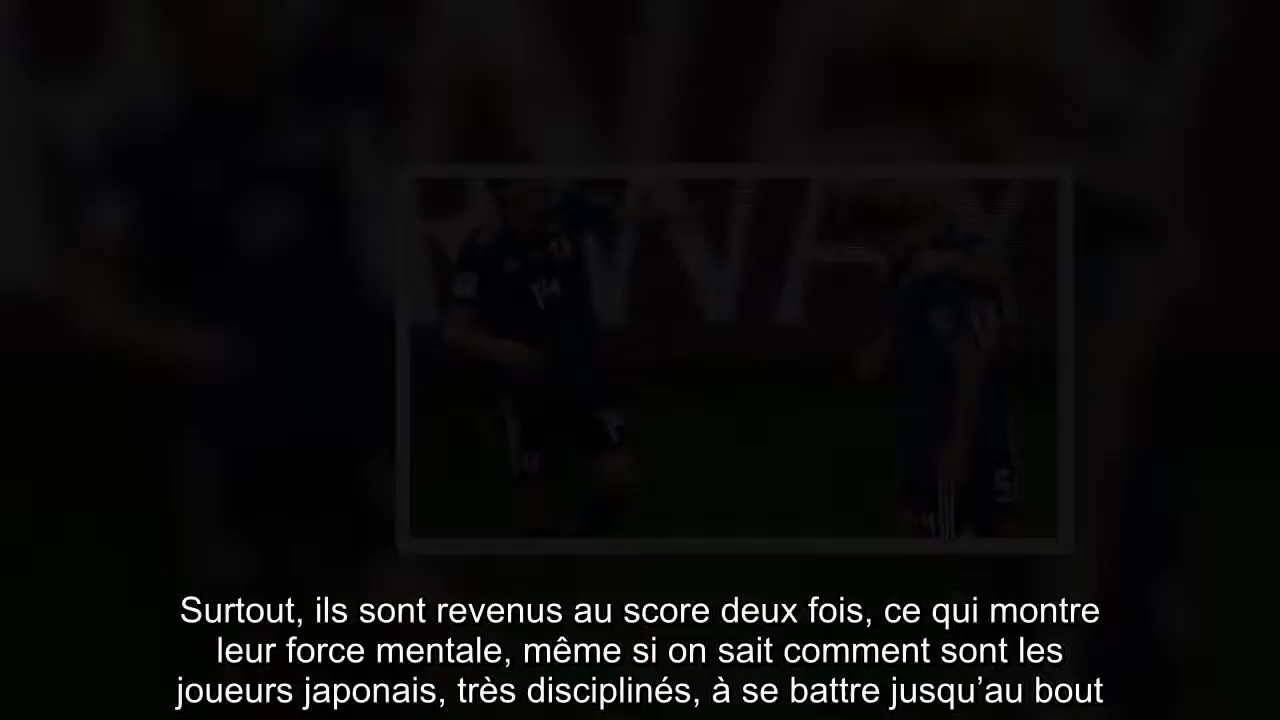 Surtout, ils sont revenus au score deux fois, ce qui montre
leur force mentale, même si on sait comment sont les
joueurs japonais, très disciplinés, à se battre jusqu’au bout